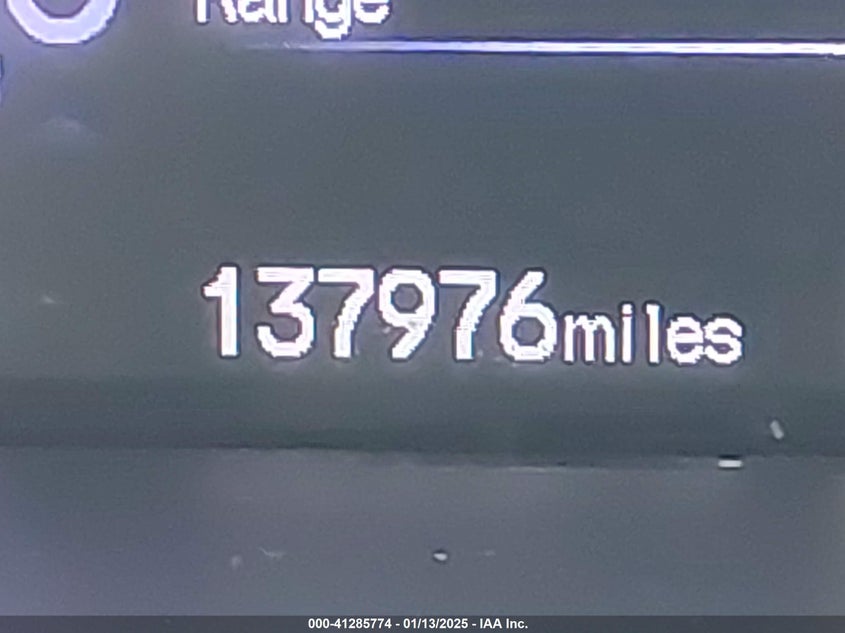 Range
137976miles
000-41285774 - 01/13/2025 - IAA Inc.